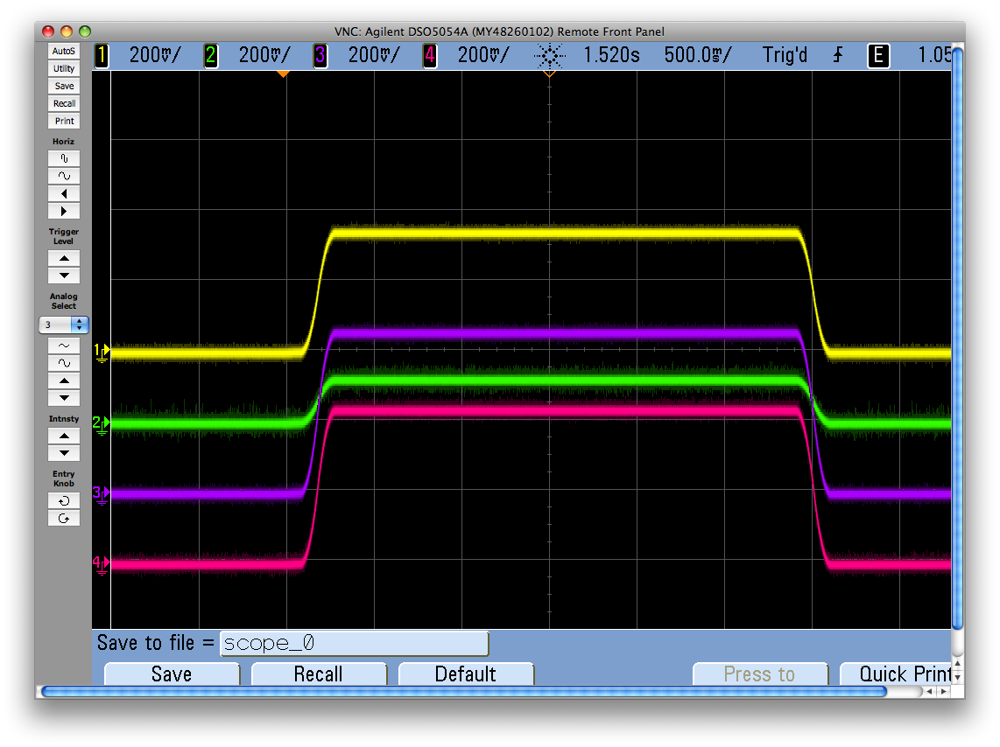 VNC: Agilent DSO5054A (MY48260102) Remote Front Panel
AutoS
Utility
Save
Recall
Print
Horiz
Trigger
Level
Analog
Select
3
Intnsty
Entry
Knob
1 200mV/ 2 200mV/ 3 200mV/ 4 200mV/ 1.520s 500.0ms/ Trig'd E 1.05
1
2
3
4
Save to file = scope_0
Save Recall Default Press to Quick Print